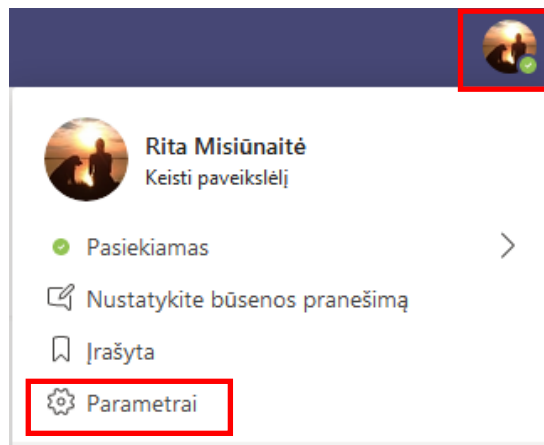 Rita Misiūnaitė
Keisti paveikslėlį
Pasiekiamas
Nustatykite būsenos pranešimą
Įrašyta
Parametrai